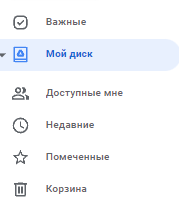 Важные
Мой диск
Доступные мне
Недавние
Помеченные
Корзина